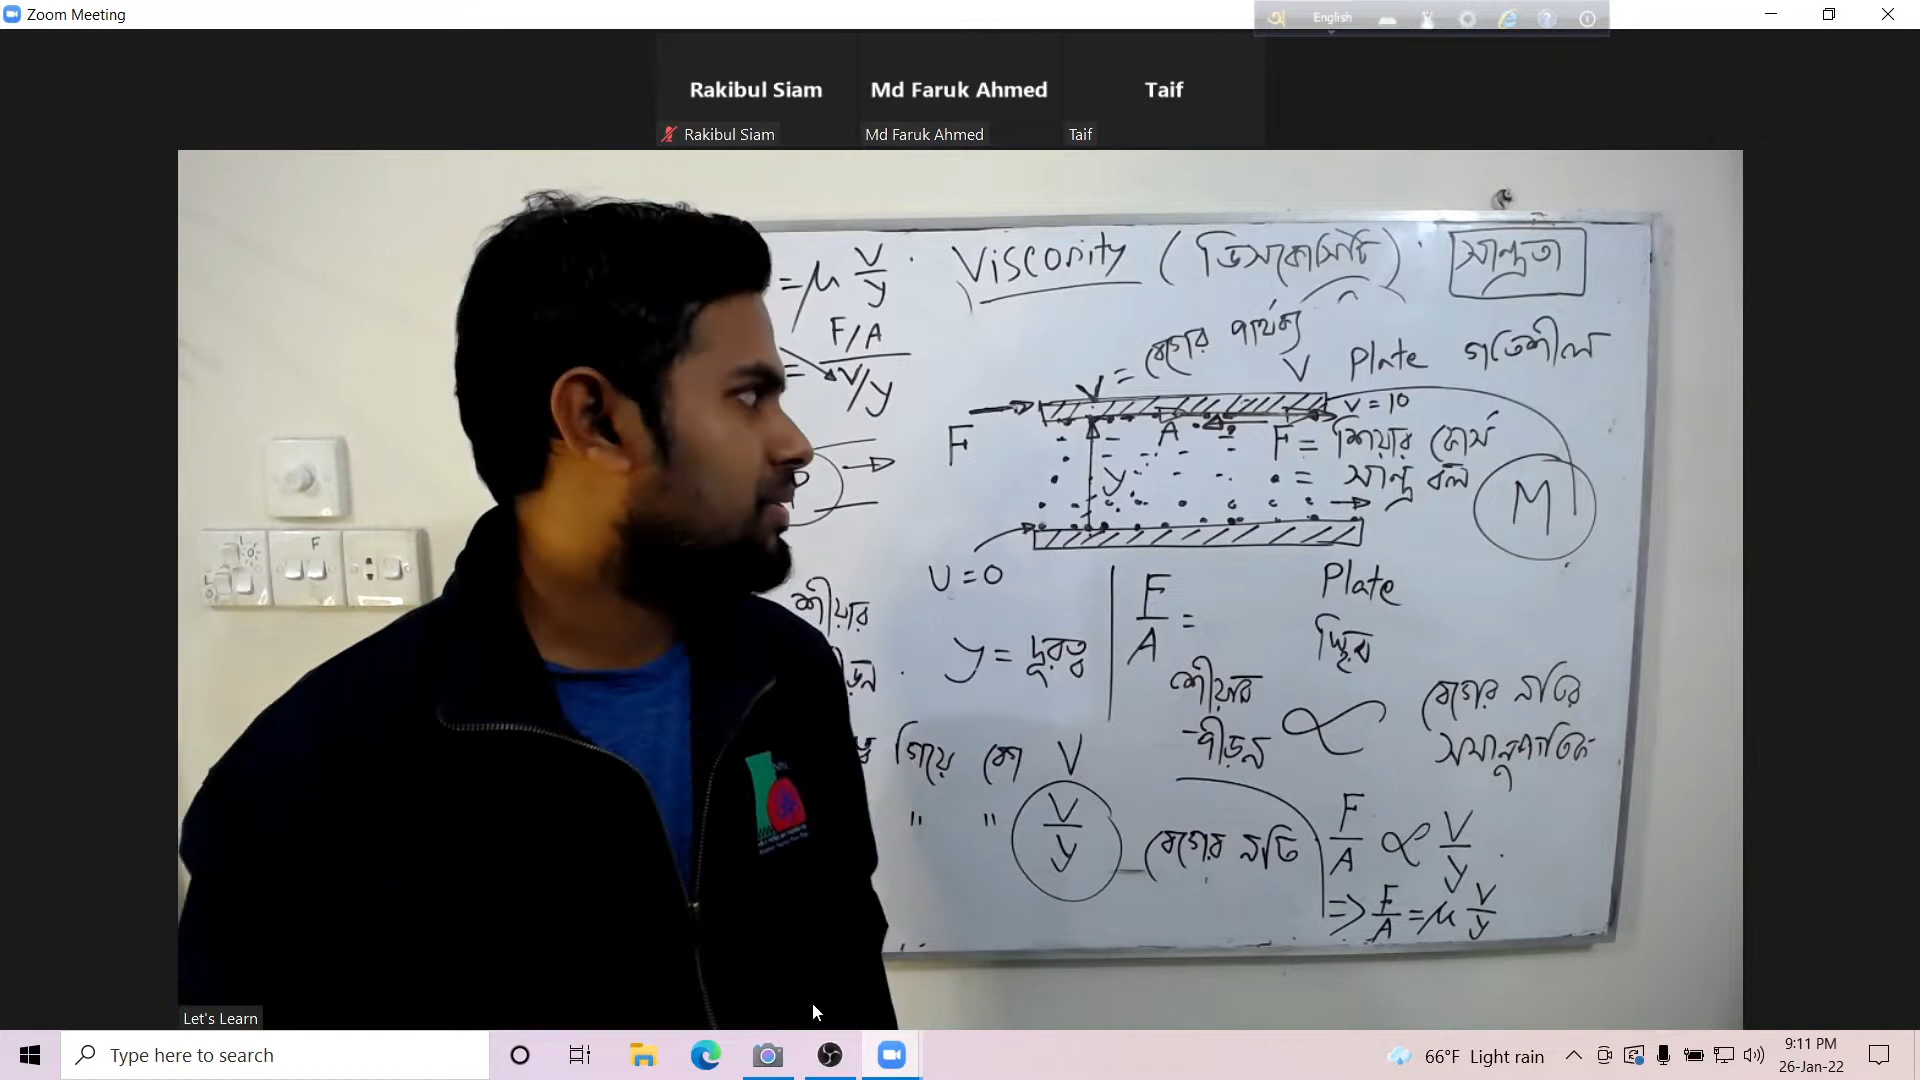 Zoom Meeting
English
Rakibul Siam
Md Faruk Ahmed
Taif
Rakibul Siam
Md Faruk Ahmed
Taif
Viscority (ভিসকোসিটি) সান্দ্রতা
= μ V/y
F/A
= V/y
V = বেগের পার্থক্য
V Plate গতিশীল
V = 10
F
A
F = শিয়ার ফোর্স
= সান্দ্র বল
y
M
U = 0
Plate
স্থির
শীয়ার
y = দূরত্ব
F/A =
শীয়ার
পীড়ন
∝
বেগের নতির
সমানুপাতিক
গিয়ে কমে V
" " V/y বেগের নতি
F/A ∝ V/y
=> F/A = μ V/y
F
Let's Learn
Type here to search
66°F Light rain
9:11 PM
26-Jan-22